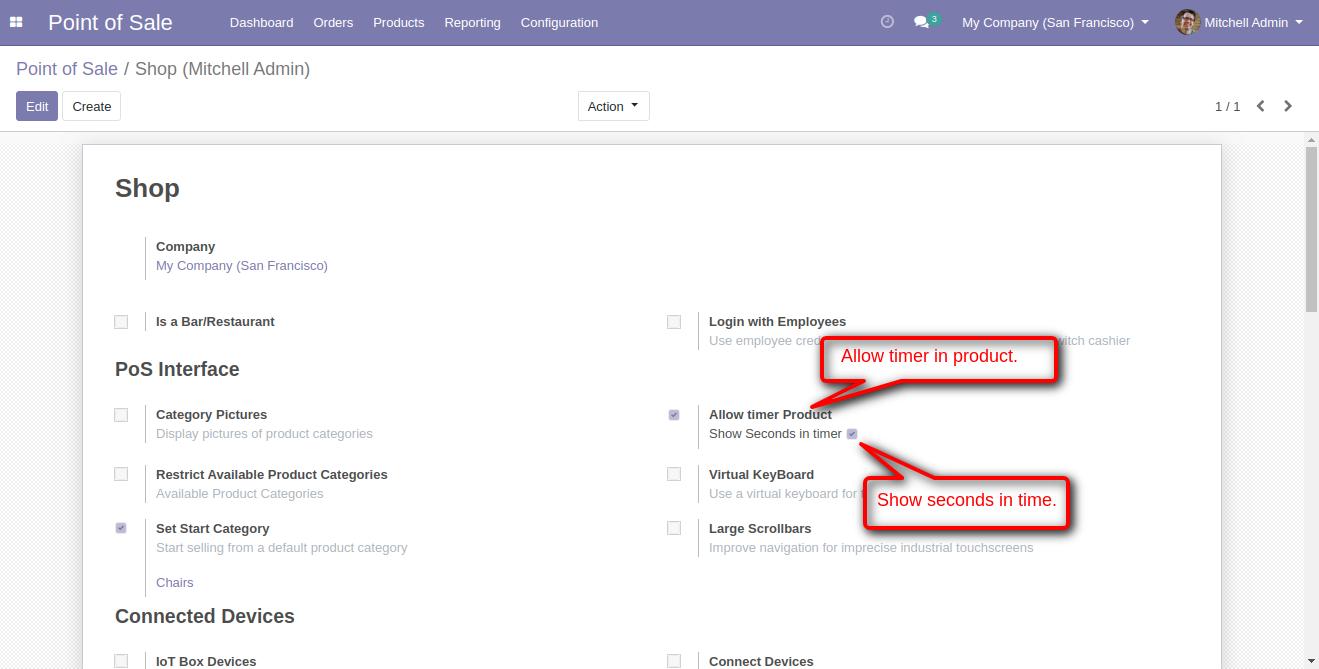 Point of Sale Dashboard Orders Products Reporting Configuration 3 My Company (San Francisco) Mitchell Admin
Point of Sale / Shop (Mitchell Admin)
Edit Create Action 1 / 1
Shop
Company
My Company (San Francisco)
Is a Bar/Restaurant
Login with Employees
Use employee cred witch cashier
Allow timer in product.
PoS Interface
Category Pictures
Display pictures of product categories
Allow timer Product
Show Seconds in timer
Restrict Available Product Categories
Available Product Categories
Virtual KeyBoard
Use a virtual keyboard for
Show seconds in time.
Set Start Category
Start selling from a default product category
Chairs
Large Scrollbars
Improve navigation for imprecise industrial touchscreens
Connected Devices
IoT Box Devices
Connect Devices